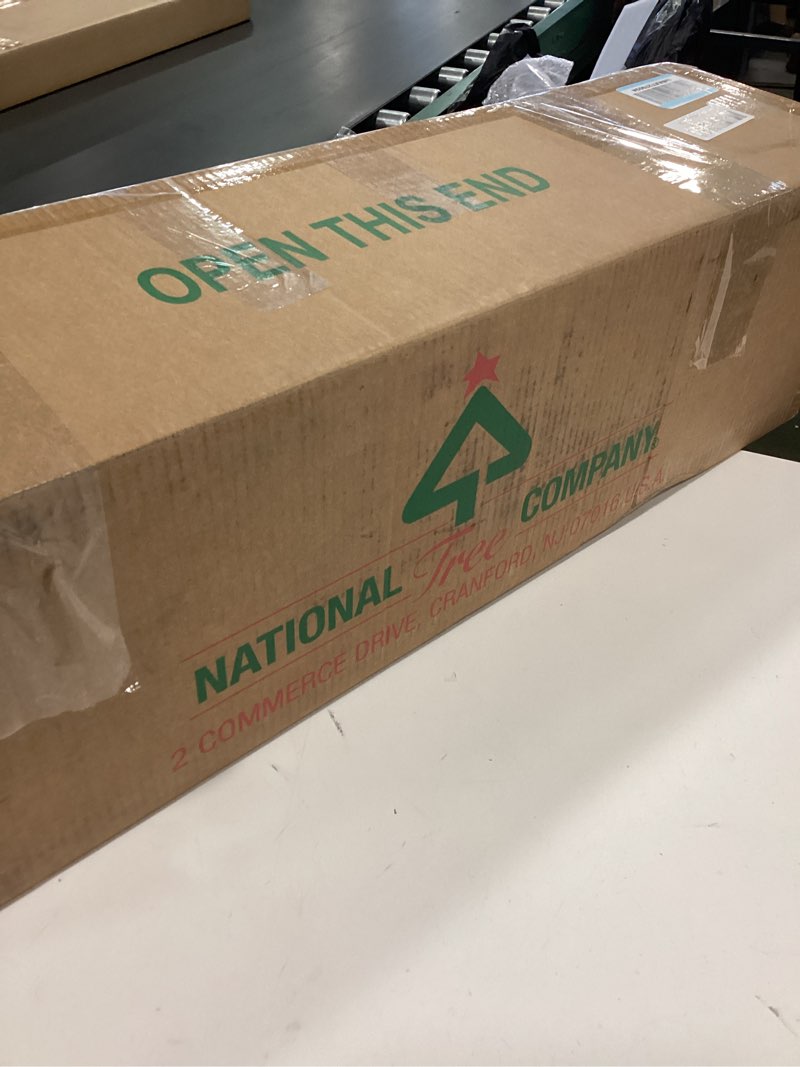 OPEN THIS END
NATIONAL Tree COMPANY®
2 COMMERCE DRIVE, CRANFORD, NJ 07016 U.S.A.